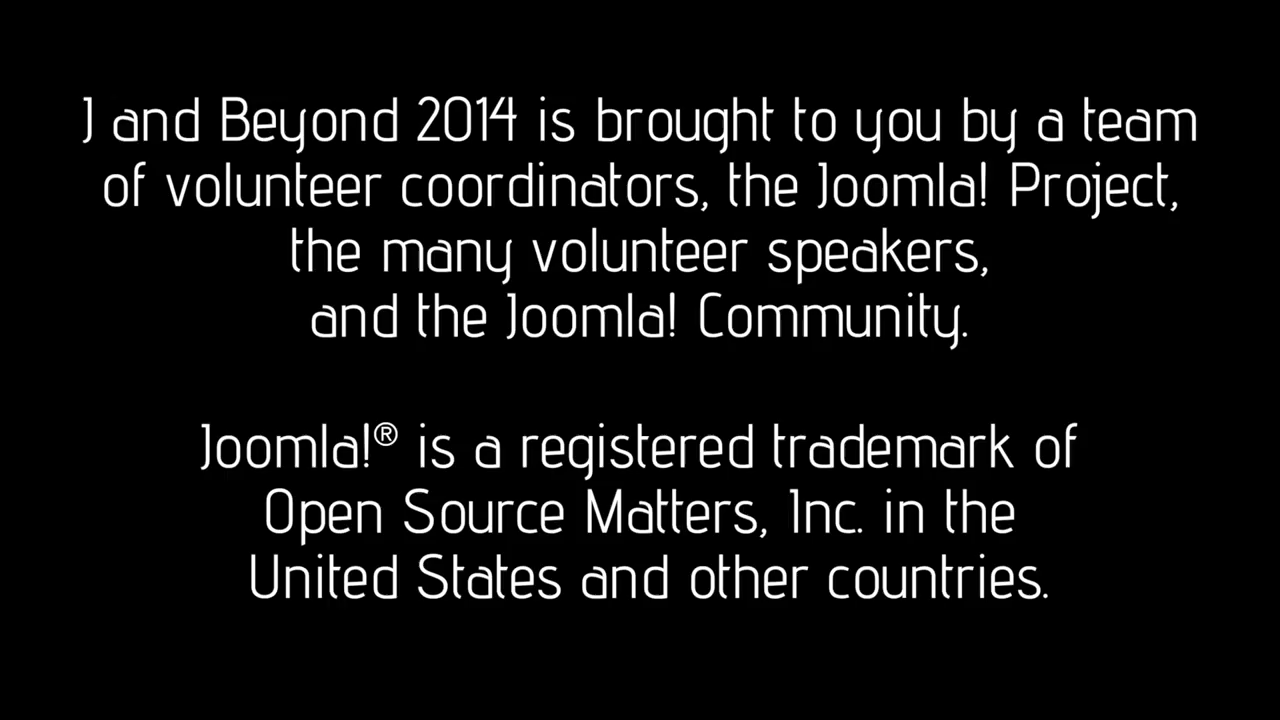 J and Beyond 2014 is brought to you by a team
of volunteer coordinators, the Joomla! Project,
the many volunteer speakers,
and the Joomla! Community.
Joomla!® is a registered trademark of
Open Source Matters, Inc. in the
United States and other countries.